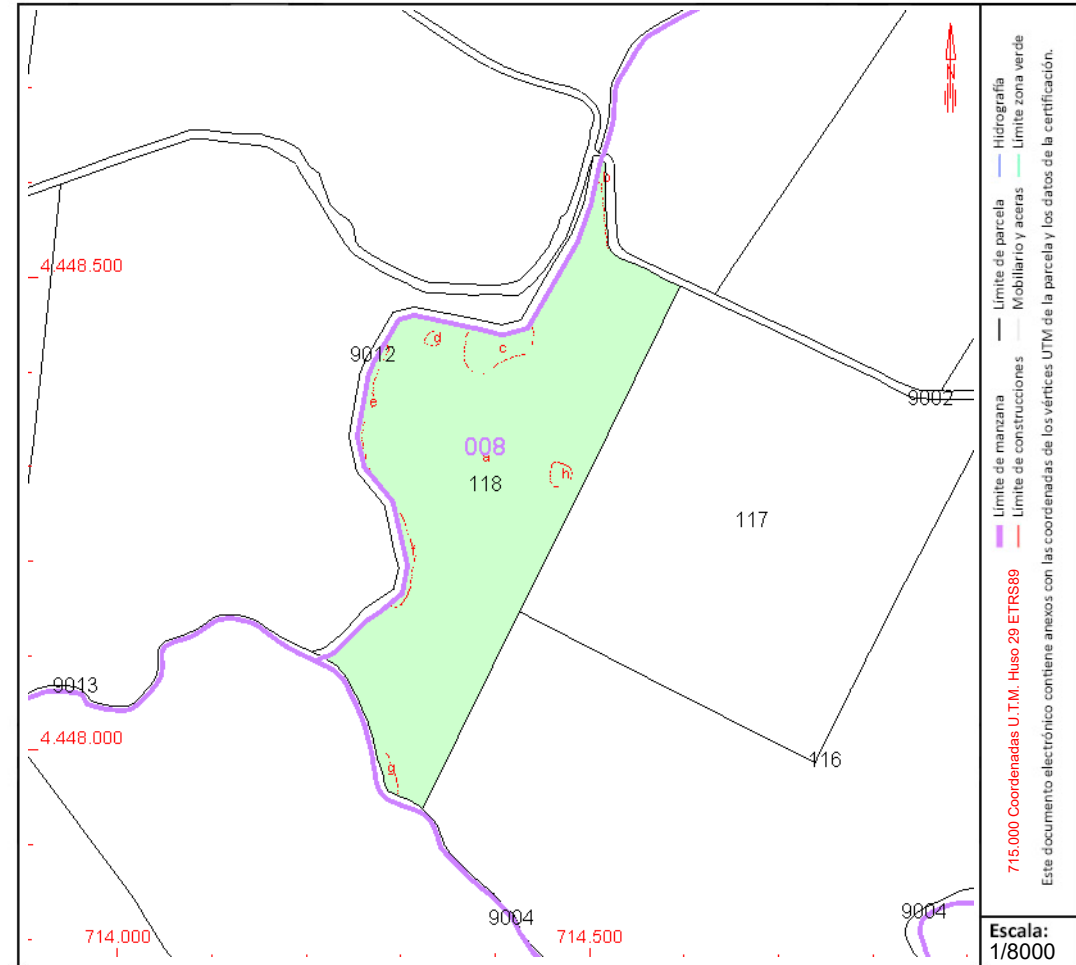 N
b
4.448.500
d
c
9012
9002
e
008
a
h
118
117
f
9013
4.448.000
116
g
9004
9004
714.000
714.500
Límite de manzana
Límite de parcela
Hidrografía
Límite de construcciones
Mobiliario y aceras
Límite zona verde
715.000 Coordenadas U.T.M. Huso 29 ETRS89
Este documento electrónico contiene anexos con las coordenadas de los vértices UTM de la parcela y los datos de la certificación.
Escala:
1/8000